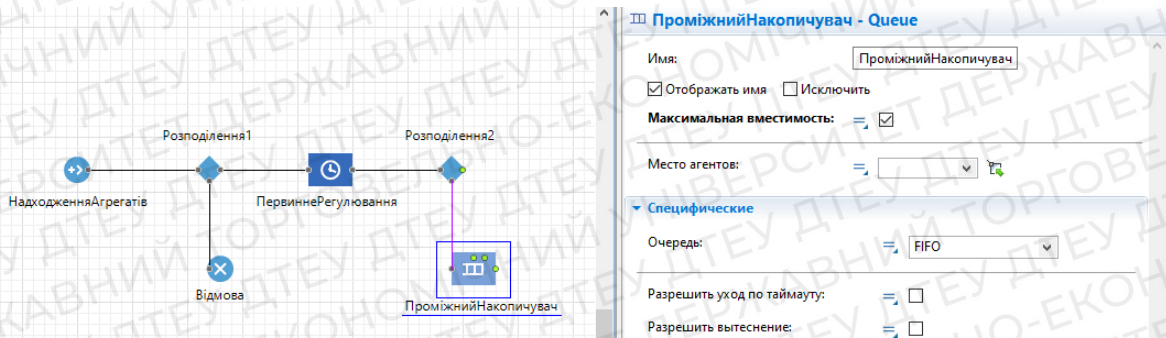 Розподілення1
Розподілення2
НадходженняАгрегатів
ПервиннеРегулювання
Відмова
ПроміжнийНакопичувач
ПроміжнийНакопичувач - Queue
Имя:
ПроміжнийНакопичувач
Отображать имя
Исключить
Максимальная вместимость:
Место агентов:
Специфические
Очередь:
FIFO
Разрешить уход по таймауту:
Разрешить вытеснение: